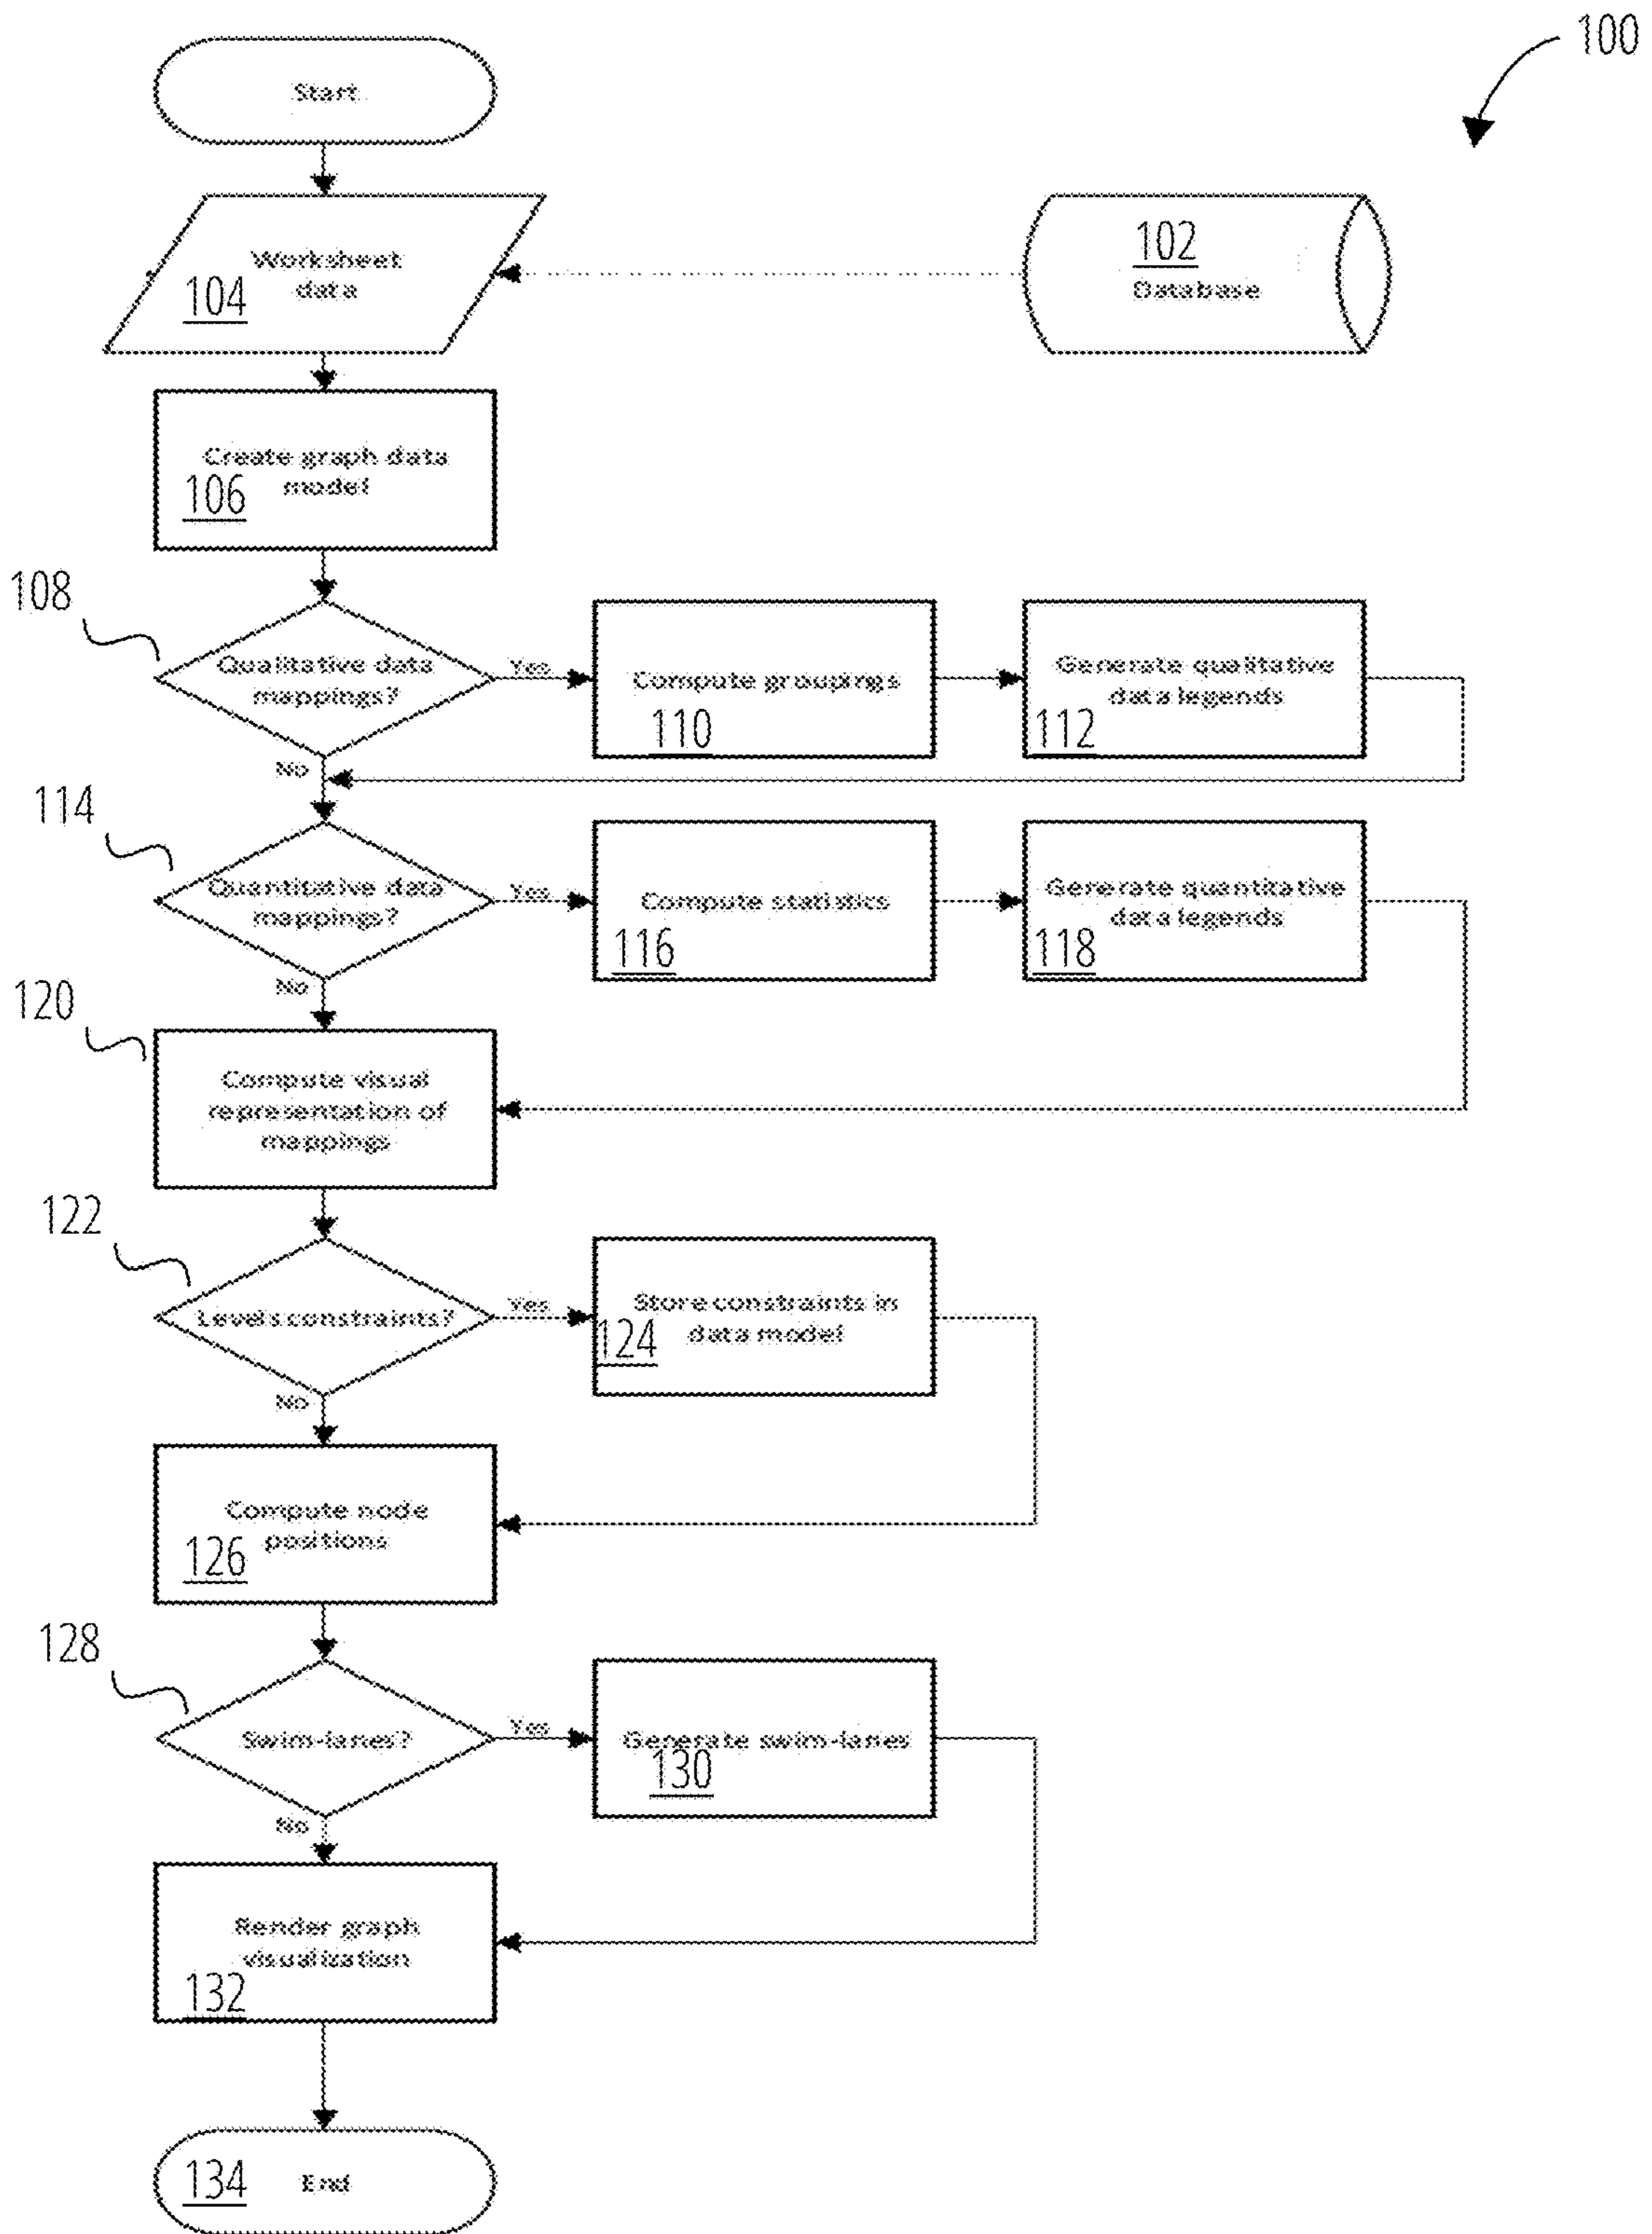 100
Start
Worksheet
data
104
102
Database
Create graph data
model
106
108
Qualitative data
mappings?
Yes
No
Compute groupings
110
Generate qualitative
data legends
112
114
Quantitative data
mappings?
Yes
No
Compute statistics
116
Generate quantitative
data legends
118
120
Compute visual
representation of
mappings
122
Levels constraints?
Yes
No
Store constraints in
data model
124
Compute node
positions
126
128
Swim-lanes?
Yes
No
Generate swim-lanes
130
Render graph
visualization
132
134
End